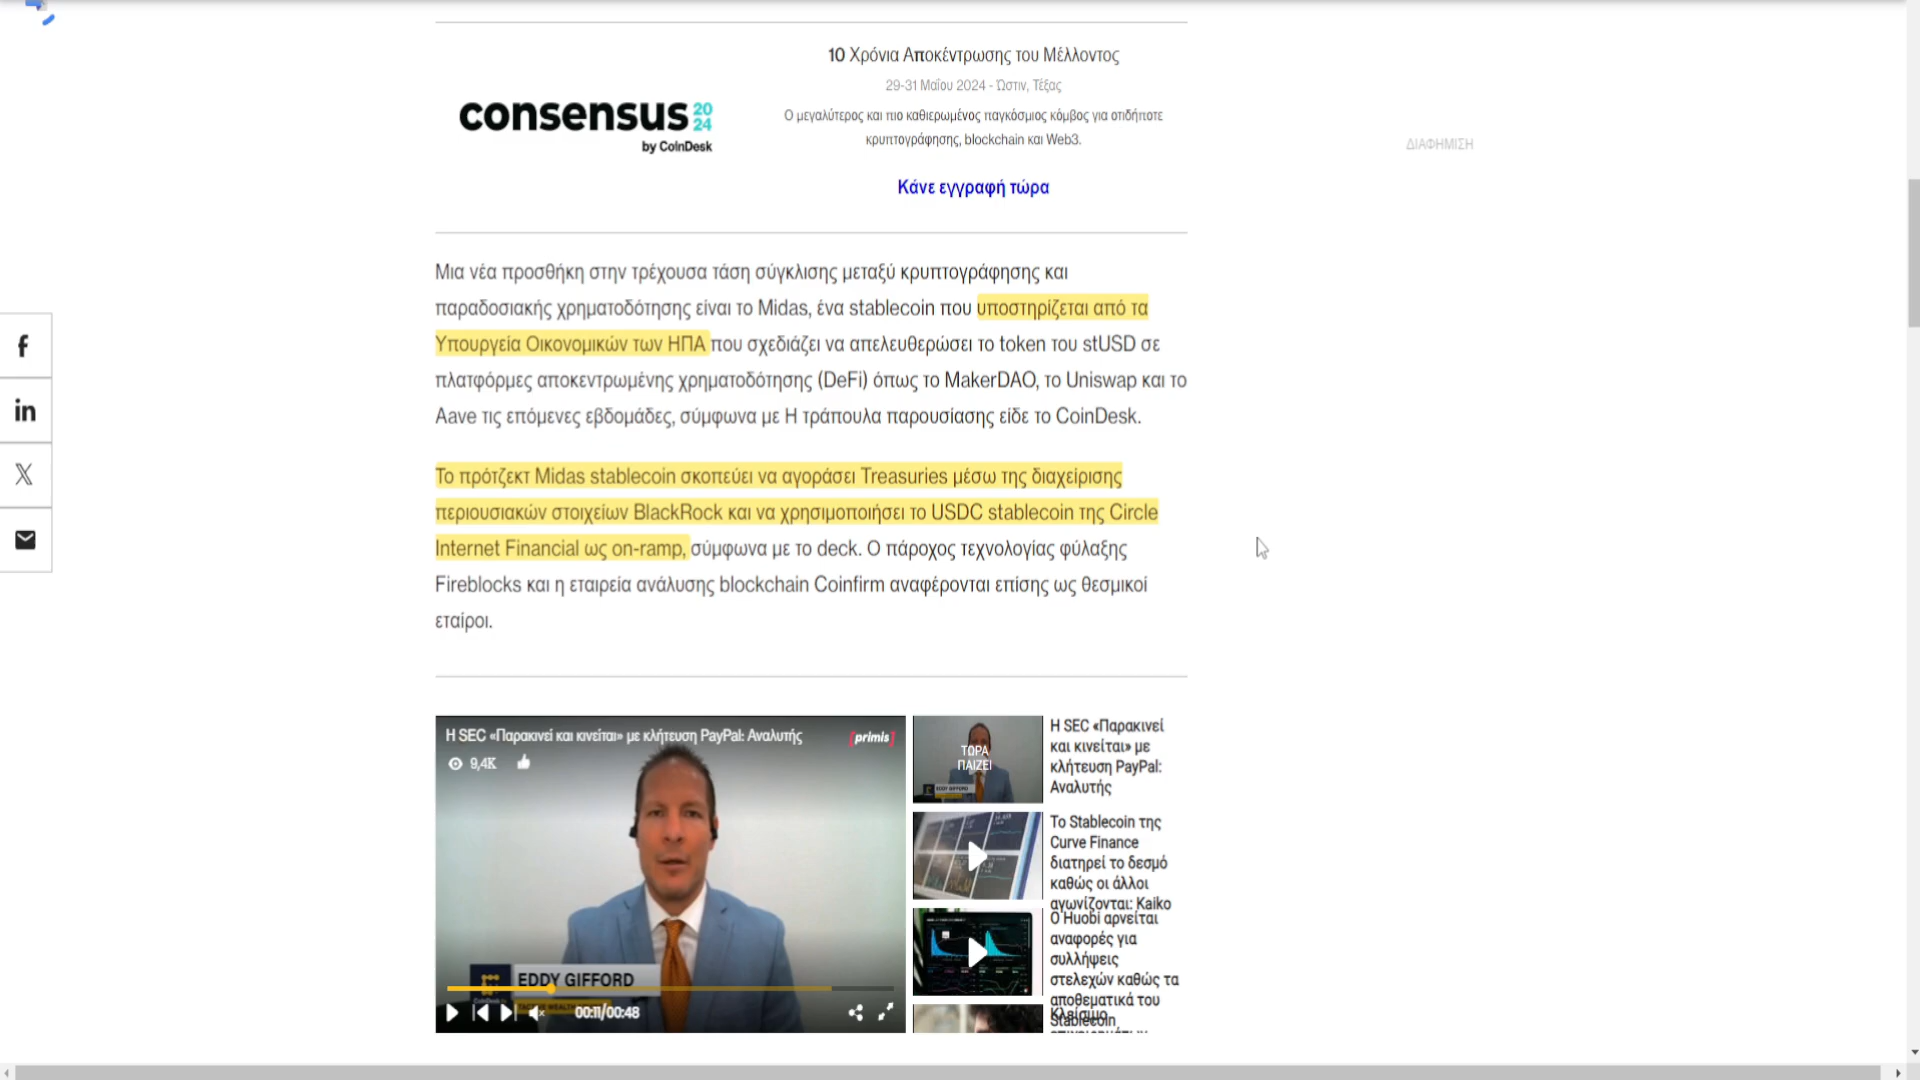 10 Χρόνια Αποκέντρωσης του Μέλλοντος
29-31 Μαΐου 2024 - Ώστιν, Τέξας
consensus 2024
by CoinDesk
Ο μεγαλύτερος και πιο καθιερωμένος παγκόσμιος κόμβος για οτιδήποτε
κρυπτογράφησης, blockchain και Web3.
Κάνε εγγραφή τώρα
ΔΙΑΦΗΜΙΣΗ
Μια νέα προσθήκη στην τρέχουσα τάση σύγκλισης μεταξύ κρυπτογράφησης και
παραδοσιακής χρηματοδότησης είναι το Midas, ένα stablecoin που υποστηρίζεται από τα
Υπουργεία Οικονομικών των ΗΠΑ που σχεδιάζει να απελευθερώσει το token του stUSD σε
πλατφόρμες αποκεντρωμένης χρηματοδότησης (DeFi) όπως το MakerDAO, το Uniswap και το
Aave τις επόμενες εβδομάδες, σύμφωνα με Η τράπουλα παρουσίασης είδε το CoinDesk.
Το πρότζεκτ Midas stablecoin σκοπεύει να αγοράσει Treasuries μέσω της διαχείρισης
περιουσιακών στοιχείων BlackRock και να χρησιμοποιήσει το USDC stablecoin της Circle
Internet Financial ως on-ramp, σύμφωνα με το deck. Ο πάροχος τεχνολογίας φύλαξης
Fireblocks και η εταιρεία ανάλυσης blockchain Coinfirm αναφέρονται επίσης ως θεσμικοί
εταίροι.
Η SEC «Παρακινεί και κινείται» με κλήτευση PayPal: Αναλυτής
[primis]
9,4K
EDDY GIFFORD
00:11/00:48
ΤΩΡΑ
ΠΑΙΖΕΙ
Η SEC «Παρακινεί
και κινείται» με
κλήτευση PayPal:
Αναλυτής
Το Stablecoin της
Curve Finance
διατηρεί το δεσμό
καθώς οι άλλοι
αγωνίζονται: Kaiko
Ο Huobi αρνείται
αναφορές για
συλλήψεις
στελεχών καθώς τα
αποθεματικά του
Stablecoin
Κλείσιμο